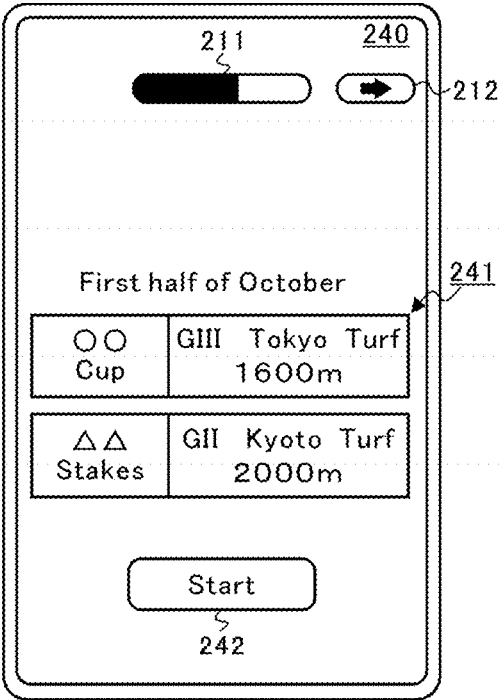 240
211
212
241
First half of October
○○ Cup
GIII Tokyo Turf
1600m
△△ Stakes
GII Kyoto Turf
2000m
Start
242